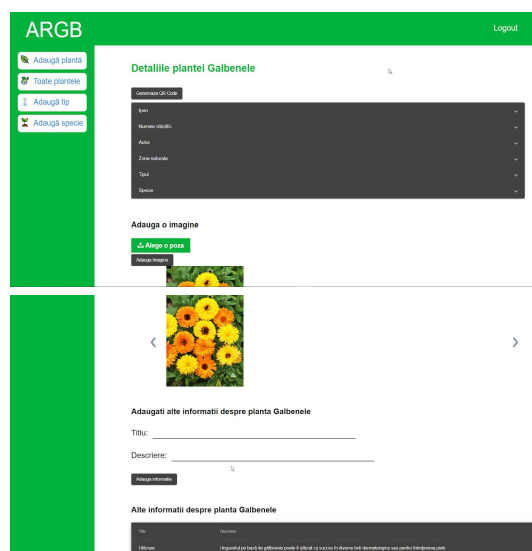 ARGB
Logout
Adaugă plantă
Toate plantele
Adaugă tip
Adaugă specie
Detaliile plantei Galbenele
Genereaza QR Code
Ipen
Numele stiintific
Autor
Zone naturale
Tipul
Specie
Adauga o imagine
Alege o poza
Adauga Imagine
Adaugati alte informatii despre planta Galbenele
Titlu:
Descriere:
Adauga informatie
Alte informatii despre planta Galbenele
Titlu Descriere
Utilizare Unguentul pe bază de gălbenele poate fi utilizat cu succes în diverse boli dermatologice sau pentru întreținerea pielii.